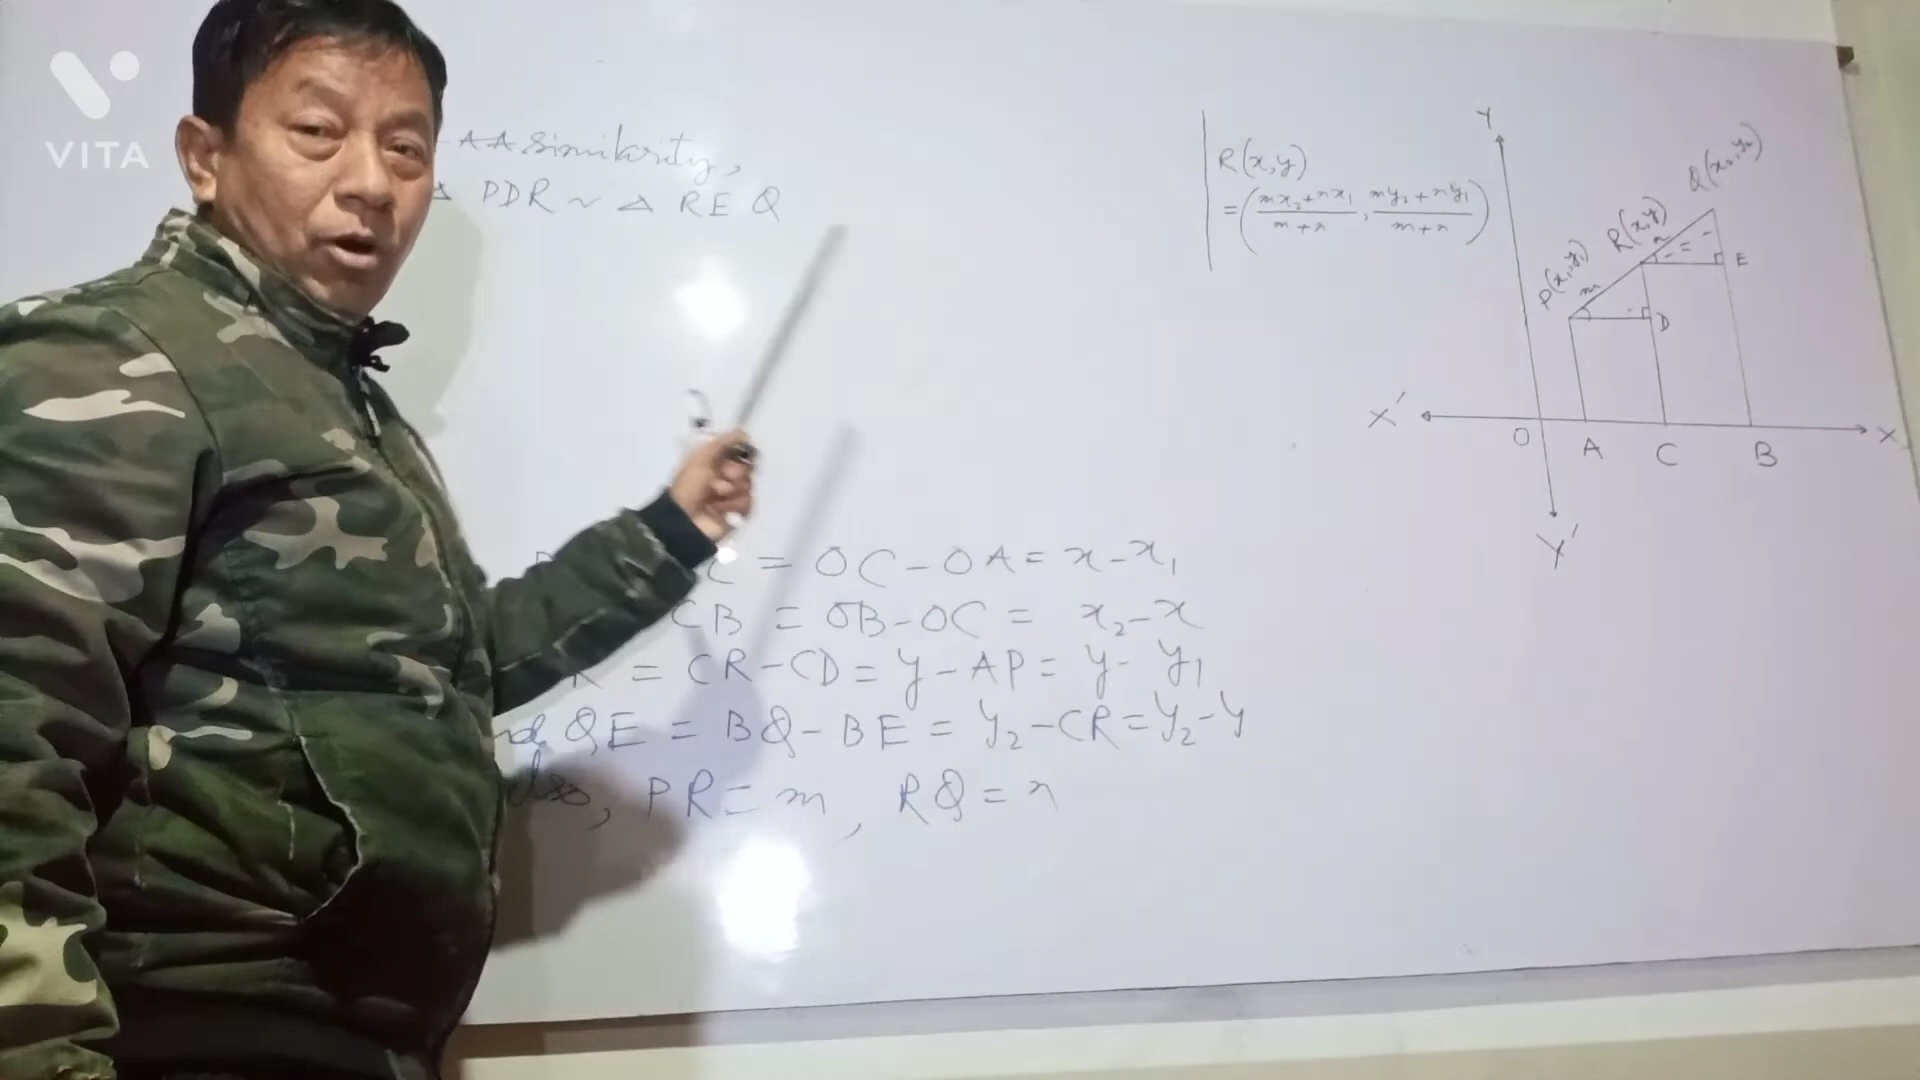 VITA
AA similarity,
△ PDR ~ △ REQ
C = OC - OA = x - x₁
CB = OB - OC = x₂ - x
R = CR - CD = y - AP = y - y₁
QE = BQ - BE = y₂ - CR = y₂ - y
PR = m, RQ = n
R(x,y)
= (mx₂+nx₁/m+n, my₂+ny₁/m+n)
Y
Q(x₂,y₂)
R(x,y)
n
P(x₁,y₁)
m
E
D
X'
O
A
C
B
X
Y'